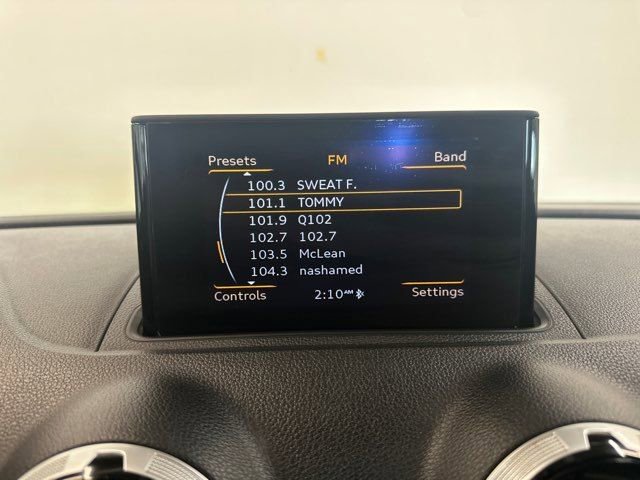 Presets FM Band
100.3 SWEAT F.
101.1 TOMMY
101.9 Q102
102.7 102.7
103.5 McLean
104.3 nashamed
Controls 2:10AM Settings